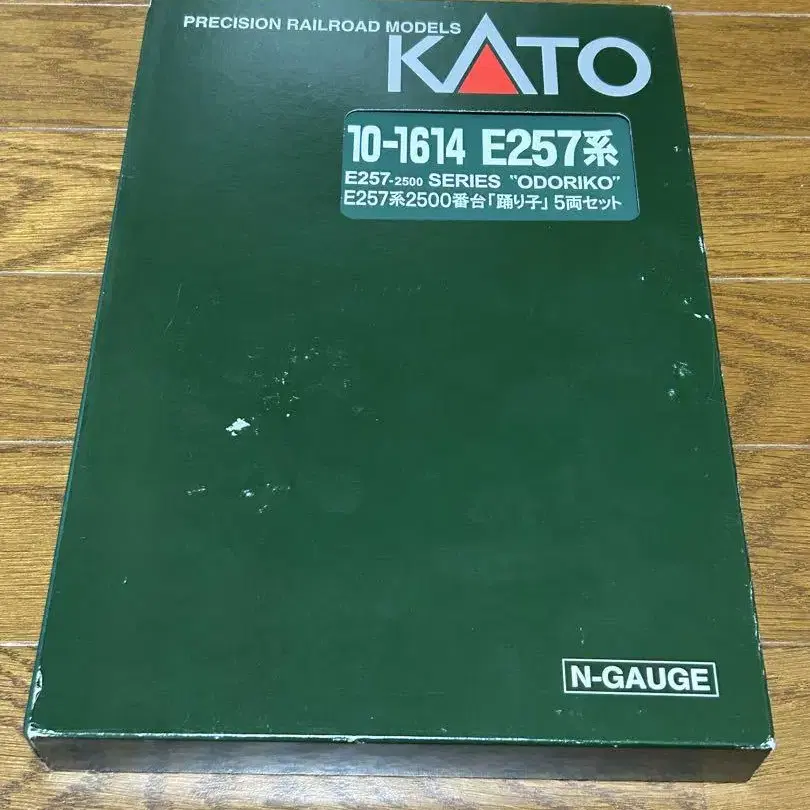 PRECISION RAILROAD MODELS
KATO
10-1614 E257系
E257-2500 SERIES "ODORIKO"
E257系2500番台「踊り子」5両セット
N-GAUGE